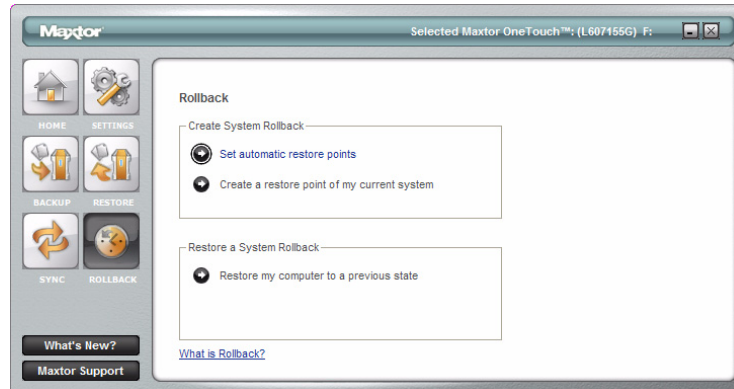 Maxtor
Selected Maxtor OneTouch™: (L607155G) F:
HOME SETTINGS
BACKUP RESTORE
SYNC ROLLBACK
What's New?
Maxtor Support
Rollback
Create System Rollback
Set automatic restore points
Create a restore point of my current system
Restore a System Rollback
Restore my computer to a previous state
What is Rollback?